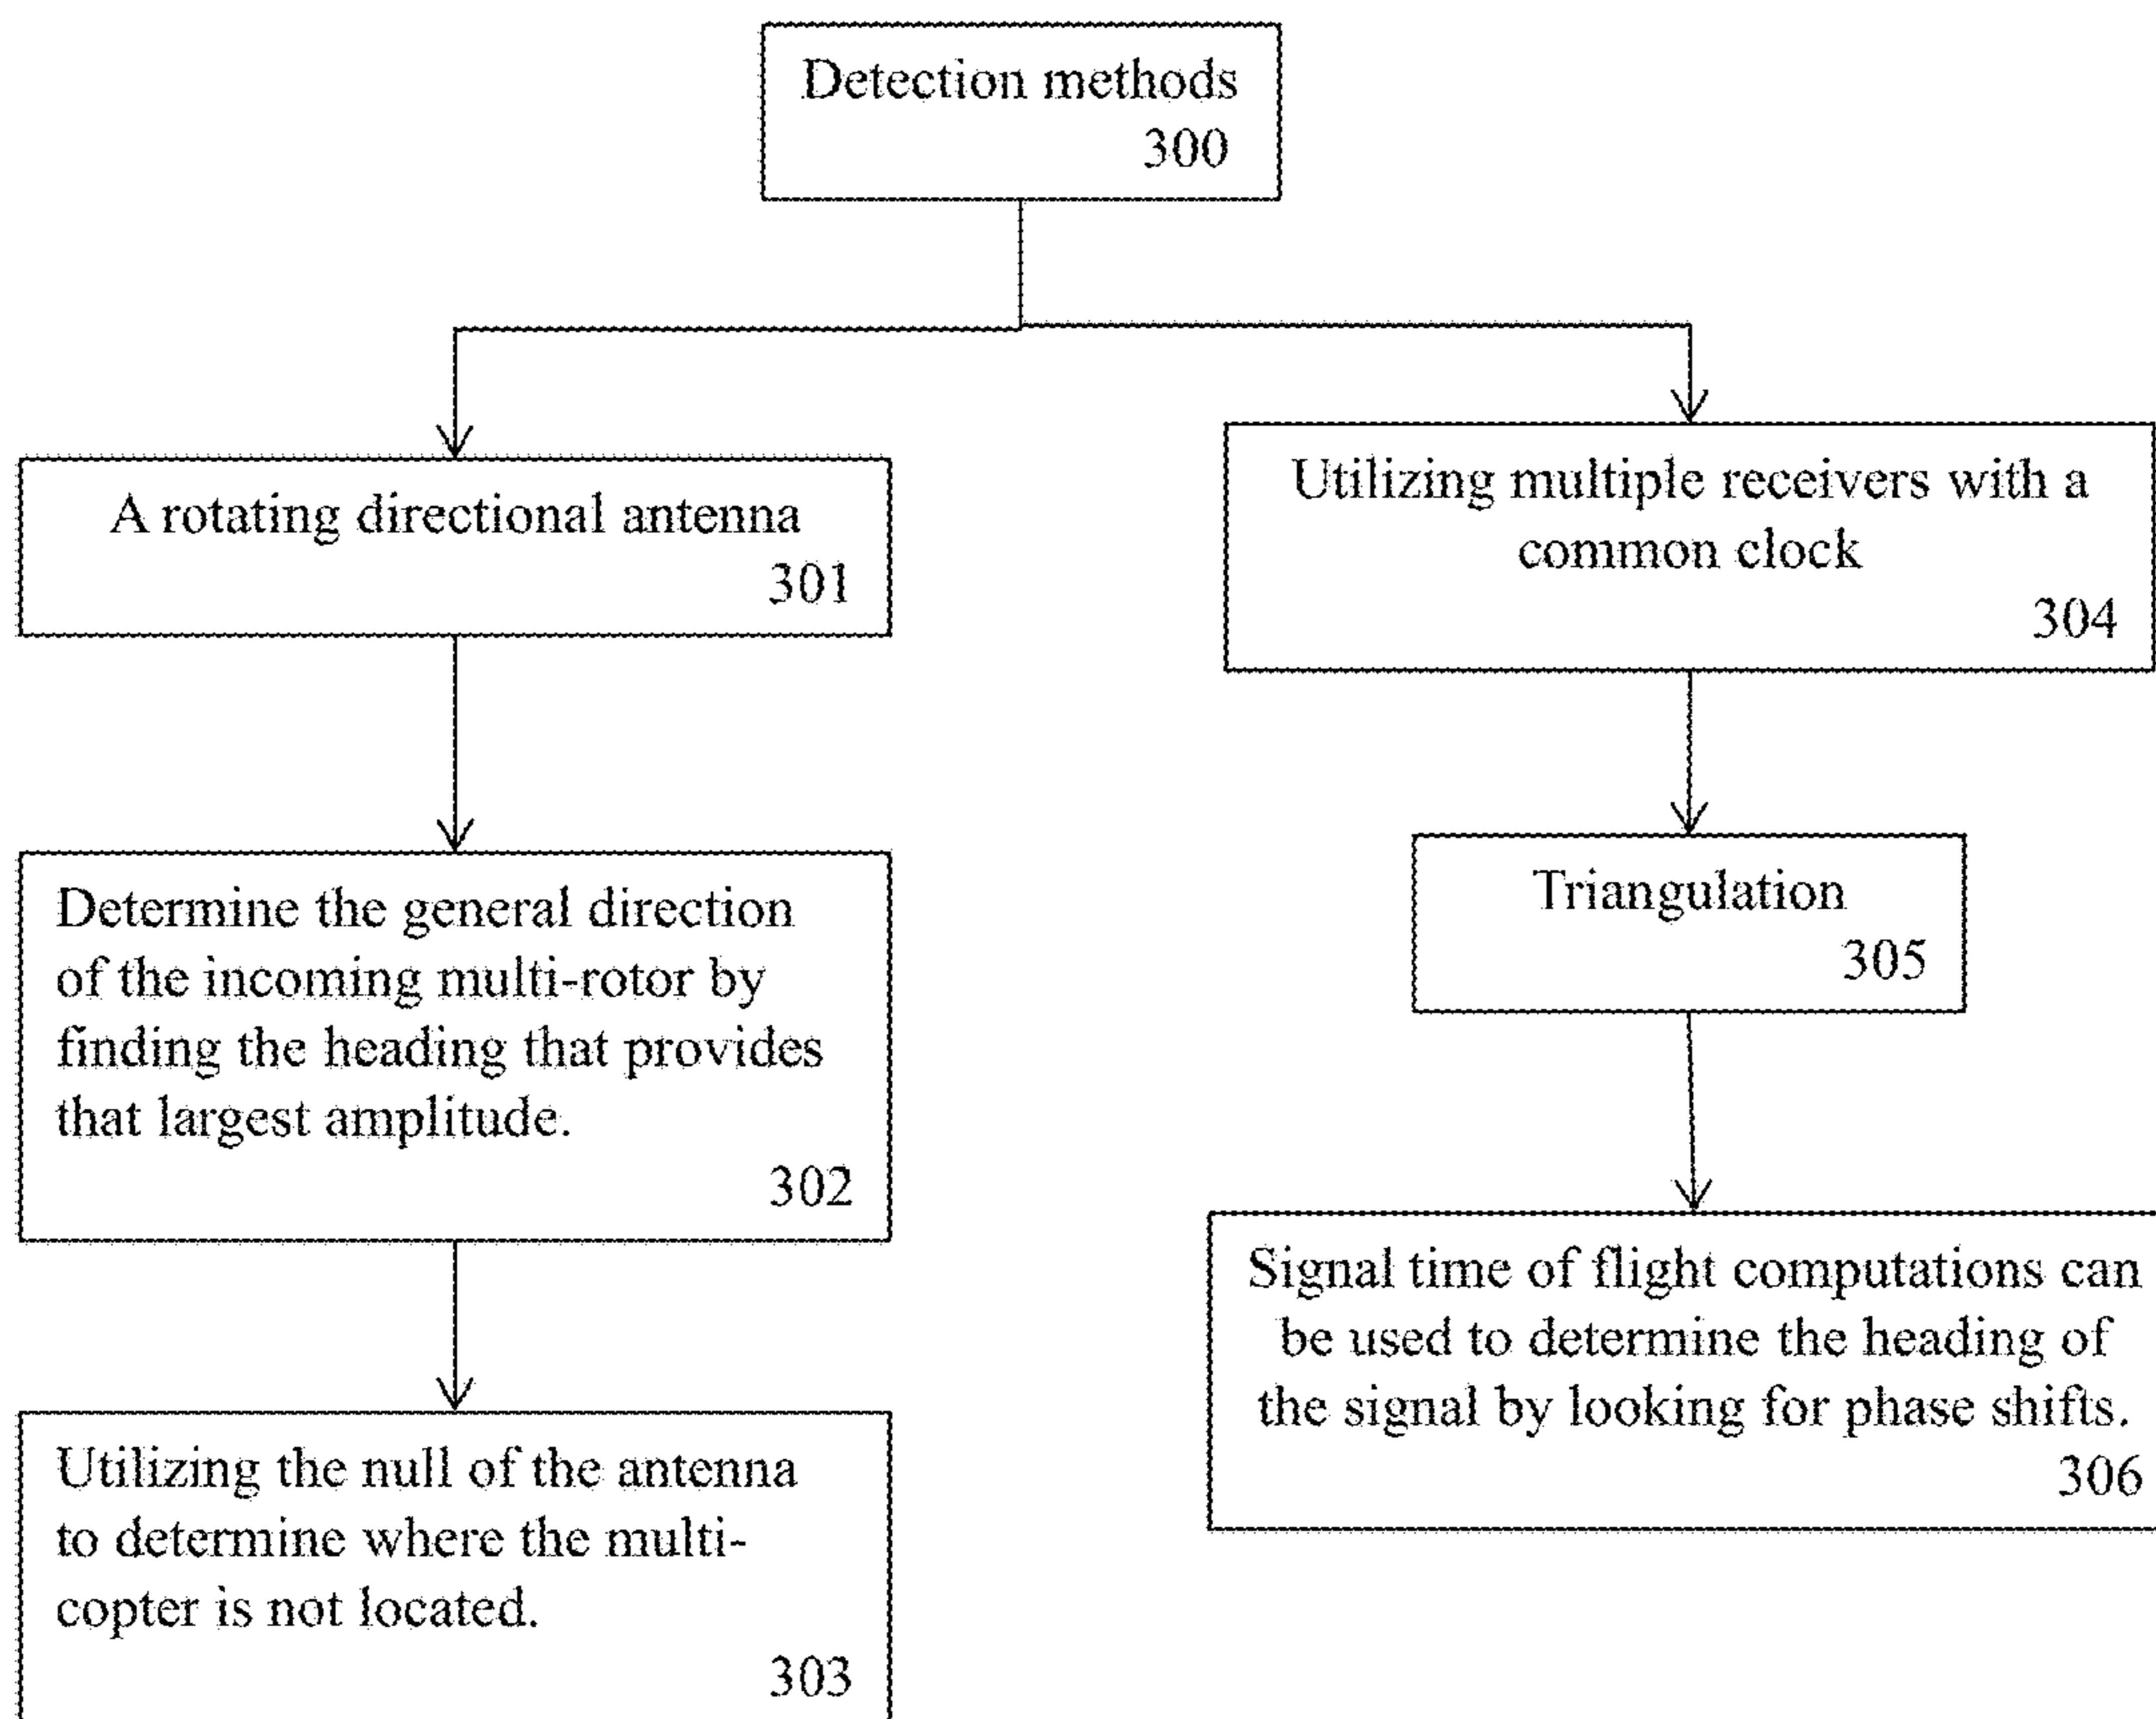 Detection methods
300
A rotating directional antenna
301
Determine the general direction
of the incoming multi-rotor by
finding the heading that provides
that largest amplitude.
302
Utilizing the null of the antenna
to determine where the multi-
copter is not located.
303
Utilizing multiple receivers with a
common clock
304
Triangulation
305
Signal time of flight computations can
be used to determine the heading of
the signal by looking for phase shifts.
306